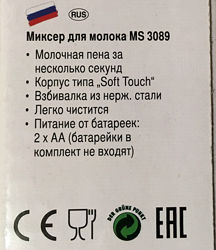 RUS
Миксер для молока MS 3089
• Молочная пена за
несколько секунд
• Корпус типа „Soft Touch“
• Взбивалка из нерж. стали
• Легко чистится
• Питание от батареек:
2 x AA (батарейки в
комплект не входят)
CE
DER GRÜNE PUNKT
EAC